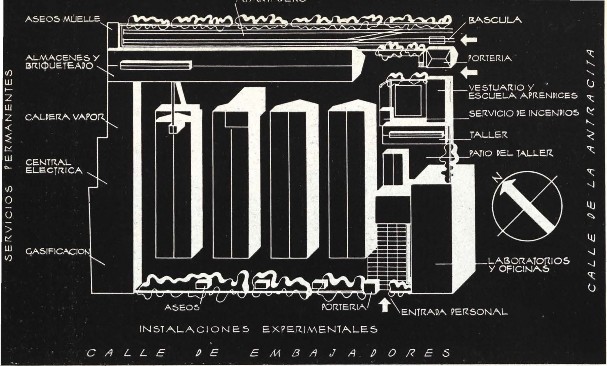 ASEOS MUELLE
BASCULA
ALMACENES Y
BRIQUETEADO
PORTERIA
VESTUARIO Y
ESCUELA APRENDICES
CALDERA VAPOR
SERVICIO DE INCENDIOS
TALLER
PATIO DEL TALLER
CENTRAL
ELECTRICA
SERVICIOS PERMANENTES
CALLE DE LA ANTRACITA
N
GASIFICACION
LABORATORIOS
Y OFICINAS
ASEOS
PORTERIA
ENTRADA PERSONAL
INSTALACIONES EXPERIMENTALES
CALLE DE EMBAJADORES